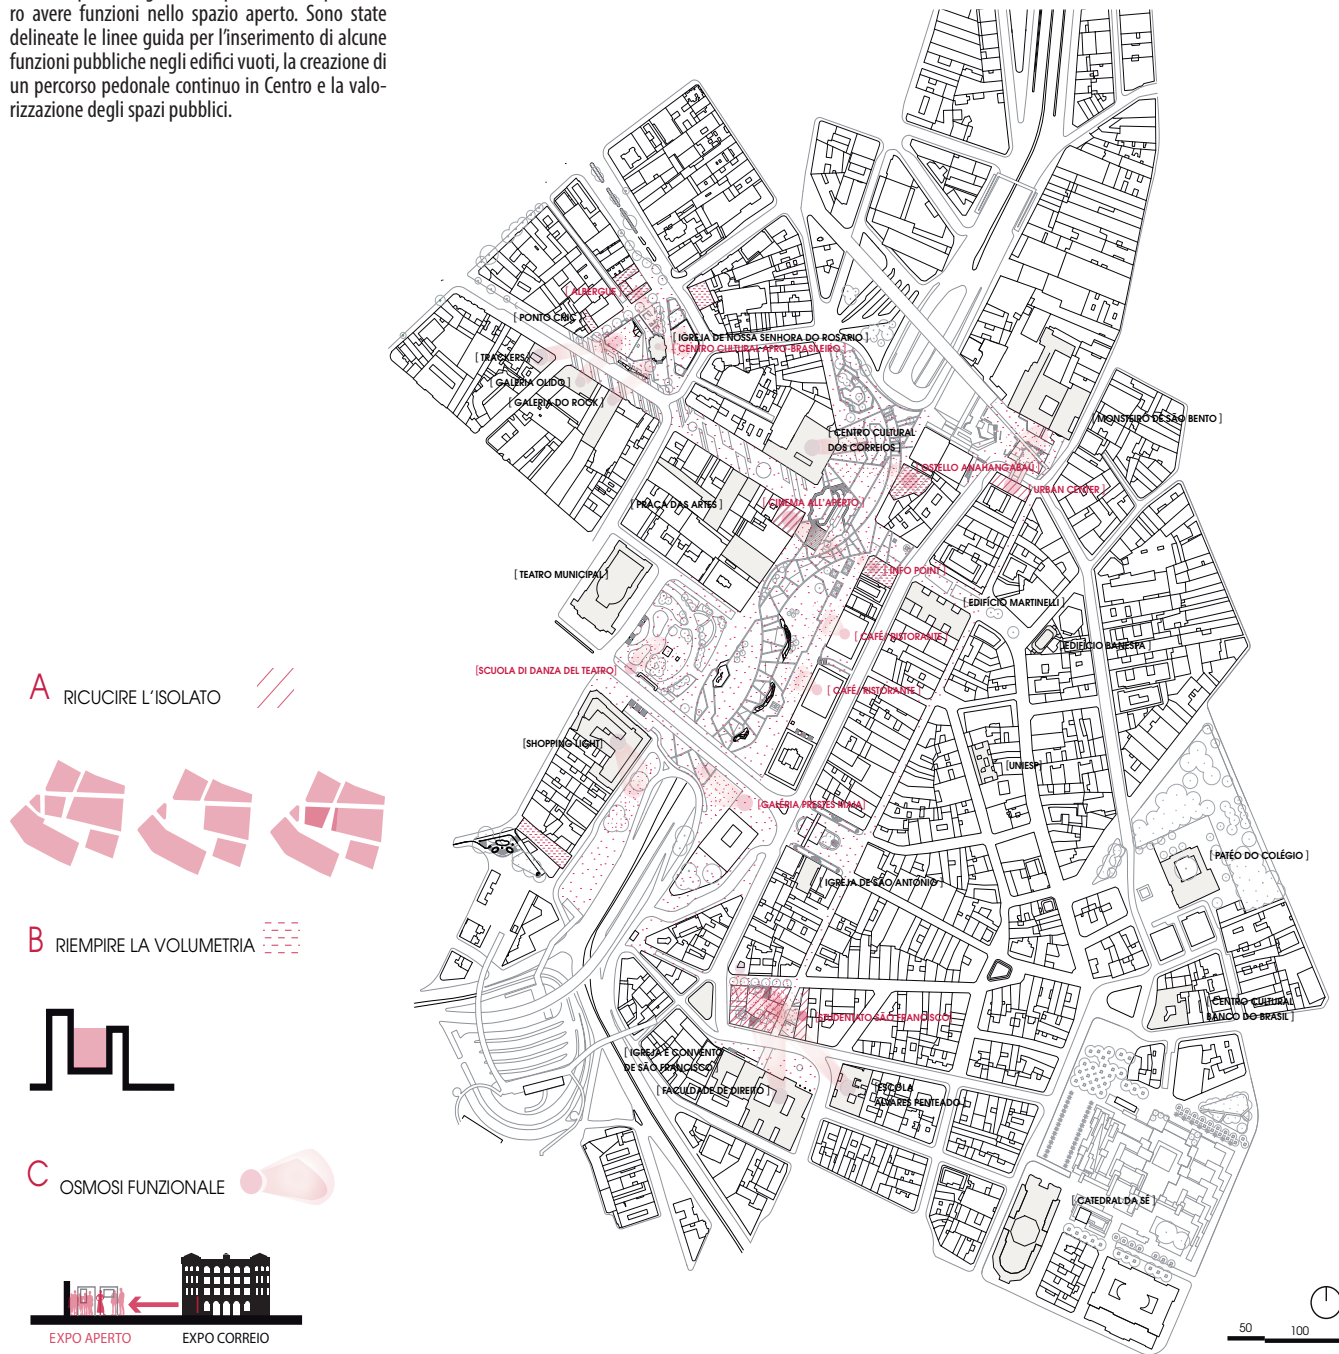 ro avere funzioni nello spazio aperto. Sono state
delineate le linee guida per l'inserimento di alcune
funzioni pubbliche negli edifici vuoti, la creazione di
un percorso pedonale continuo in Centro e la valo-
rizzazione degli spazi pubblici.
[ ALBERGUE ]
[ PONTO CHIC ]
[ IGREJA DE NOSSA SENHORA DO ROSARIO ]
[ CENTRO CULTURAL AFRO-BRASILEIRO ]
[ TRACKERS ]
[ GALERIA OLIDO ]
[ GALERIA DO ROCK ]
[ MONSTEIRO DE SÃO BENTO ]
[ CENTRO CULTURAL
DOS CORREIOS ]
[ OSTELLO ANAHANGABAÚ ]
[ URBAN CENTER ]
[ CINEMA ALL'APERTO ]
[ PRAÇA DAS ARTES ]
[ INFO POINT ]
[ TEATRO MUNICIPAL ]
[ EDIFÍCIO MARTINELLI ]
[ CAFÉ/ RISTORANTE ]
[ EDIFÍCIO BANESPA ]
[SCUOLA DI DANZA DEL TEATRO]
[ CAFÉ/ RISTORANTE ]
[SHOPPING LIGHT]
[UNIESP]
[GALERIA PRESTES MAIA]
[ PATÉO DO COLÉGIO ]
[ IGREJA DE SÃO ANTONIO ]
[ CENTRO CULTURAL
BANCO DO BRASIL ]
[STUDENTATO SÃO FRANCISCO]
[ IGREJA E CONVENTO
DE SÃO FRANCISCO ]
[ FACULDADE DE DIREITO ]
[ ESCOLA
ALVARES PENTEADO ]
[ CATEDRAL DA SÉ ]
A RICUCIRE L'ISOLATO
B RIEMPIRE LA VOLUMETRIA
C OSMOSI FUNZIONALE
EXPO APERTO EXPO CORREIO
50 100